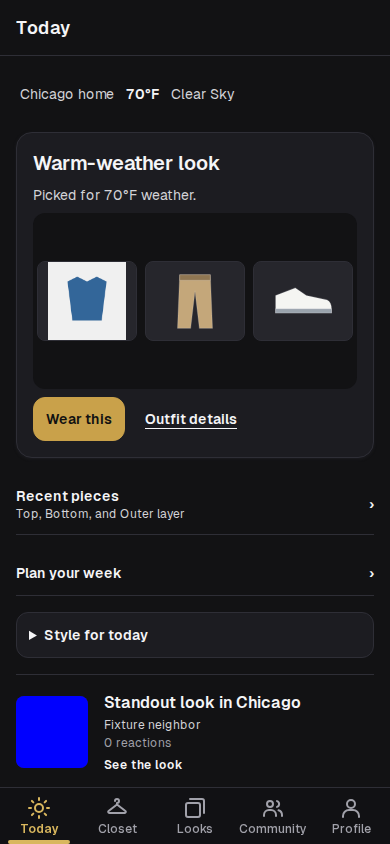 Today
Chicago home 70°F Clear Sky
Warm-weather look
Picked for 70°F weather.
Wear this Outfit details
Recent pieces
Top, Bottom, and Outer layer
Plan your week
Style for today
Standout look in Chicago
Fixture neighbor
0 reactions
See the look
Today Closet Looks Community Profile